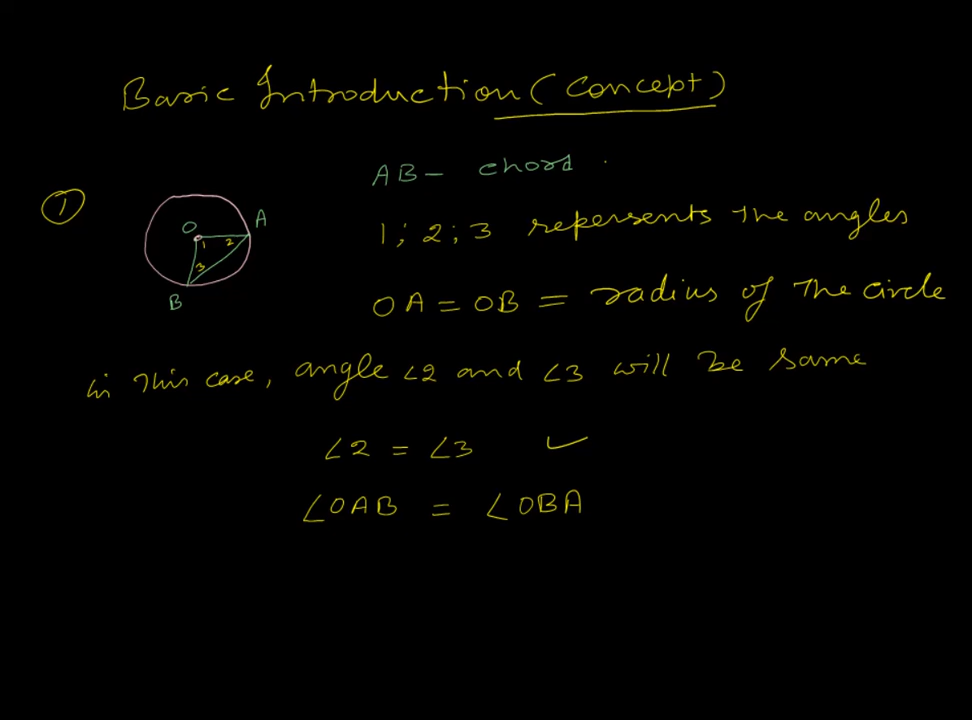 Basic Introduction (Concept)
AB - chord
1
O
A
1 2
3
B
1; 2; 3 repersents the angles
OA = OB = radius of the circle
in this case, angle ∠2 and ∠3 will be same
∠2 = ∠3 ✓
∠OAB = ∠OBA